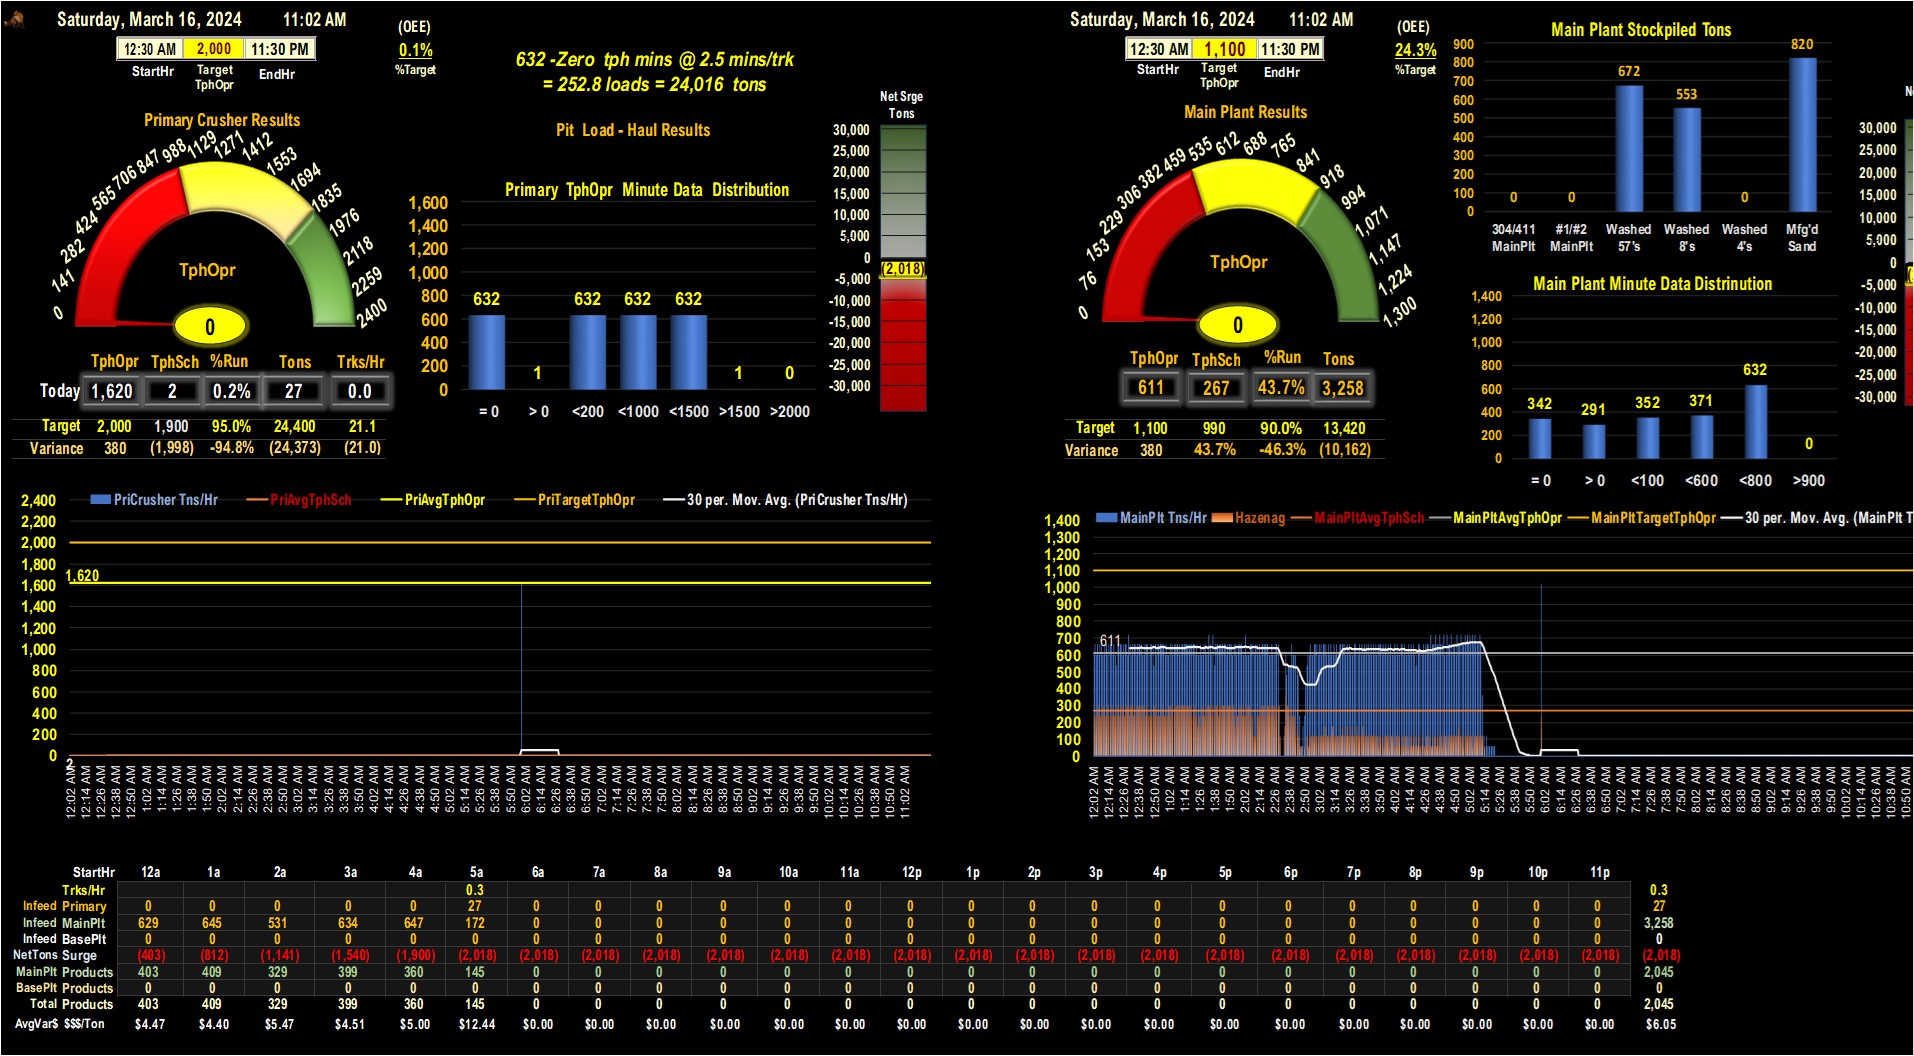 Saturday, March 16, 2024 11:02 AM
12:30 AM 2,000 11:30 PM
StartHr Target TphOpr EndHr
(OEE)
0.1%
%Target
632 -Zero tph mins @ 2.5 mins/trk
= 252.8 loads = 24,016 tons
Primary Crusher Results
0 141 282 424 565 706 847 988 1129 1271 1412 1553 1694 1835 1976 2118 2259 2400
TphOpr
0
TphOpr TphSch %Run Tons Trks/Hr
Today 1,620 2 0.2% 27 0.0
Target 2,000 1,900 95.0% 24,400 21.1
Variance 380 (1,998) -94.8% (24,373) (21.0)
Pit Load - Haul Results
Primary TphOpr Minute Data Distribution
1,600
1,400
1,200
1,000
800
600
400
200
0
632 1 632 632 632 1 0
= 0 > 0 <200 <1000 <1500 >1500 >2000
Net Srge
Tons
30,000
25,000
20,000
15,000
10,000
5,000
0
(2,018)
-5,000
-10,000
-15,000
-20,000
-25,000
-30,000
Saturday, March 16, 2024 11:02 AM
12:30 AM 1,100 11:30 PM
StartHr Target TphOpr EndHr
(OEE)
24.3%
%Target
Main Plant Results
0 76 153 229 306 382 459 535 612 688 765 841 918 994 1,071 1,147 1,224 1,300
TphOpr
0
TphOpr TphSch %Run Tons
611 267 43.7% 3,258
Target 1,100 990 90.0% 13,420
Variance 380 43.7% -46.3% (10,162)
Main Plant Stockpiled Tons
900
800
700
600
500
400
300
200
100
0
0 0 672 553 0 820
304/411 #1/#2 Washed Washed Washed Mfg'd
MainPlt MainPlt 57's 8's 4's Sand
Main Plant Minute Data Distrinution
1,400
1,200
1,000
800
600
400
200
0
342 291 352 371 632 0
= 0 > 0 <100 <600 <800 >900
30,000
25,000
20,000
15,000
10,000
5,000
0
-5,000
-10,000
-15,000
-20,000
-25,000
-30,000
PriCrusher Tns/Hr PriAvgTphSch PriAvgTphOpr PriTargetTphOpr 30 per. Mov. Avg. (PriCrusher Tns/Hr)
2,400
2,200
2,000
1,800
1,600
1,400
1,200
1,000
800
600
400
200
0
1,620
2
12:02 AM 12:14 AM 12:26 AM 12:38 AM 12:50 AM 1:02 AM 1:14 AM 1:26 AM 1:38 AM 1:50 AM 2:02 AM 2:14 AM 2:26 AM 2:38 AM 2:50 AM 3:02 AM 3:14 AM 3:26 AM 3:38 AM 3:50 AM 4:02 AM 4:14 AM 4:26 AM 4:38 AM 4:50 AM 5:02 AM 5:14 AM 5:26 AM 5:38 AM 5:50 AM 6:02 AM 6:14 AM 6:26 AM 6:38 AM 6:50 AM 7:02 AM 7:14 AM 7:26 AM 7:38 AM 7:50 AM 8:02 AM 8:14 AM 8:26 AM 8:38 AM 8:50 AM 9:02 AM 9:14 AM 9:26 AM 9:38 AM 9:50 AM 10:02 AM 10:14 AM 10:26 AM 10:38 AM 10:50 AM 11:02 AM
MainPlt Tns/Hr Hazenag MainPltAvgTphSch MainPltAvgTphOpr MainPltTargetTphOpr 30 per. Mov. Avg. (MainPlt T
1,400
1,300
1,200
1,100
1,000
900
800
700
600
500
400
300
200
100
0
611
12:02 AM 12:14 AM 12:26 AM 12:38 AM 12:50 AM 1:02 AM 1:14 AM 1:26 AM 1:38 AM 1:50 AM 2:02 AM 2:14 AM 2:26 AM 2:38 AM 2:50 AM 3:02 AM 3:14 AM 3:26 AM 3:38 AM 3:50 AM 4:02 AM 4:14 AM 4:26 AM 4:38 AM 4:50 AM 5:02 AM 5:14 AM 5:26 AM 5:38 AM 5:50 AM 6:02 AM 6:14 AM 6:26 AM 6:38 AM 6:50 AM 7:02 AM 7:14 AM 7:26 AM 7:38 AM 7:50 AM 8:02 AM 8:14 AM 8:26 AM 8:38 AM 8:50 AM 9:02 AM 9:14 AM 9:26 AM 9:38 AM 9:50 AM 10:02 AM 10:14 AM 10:26 AM 10:38 AM 10:50 AM
StartHr 12a 1a 2a 3a 4a 5a 6a 7a 8a 9a 10a 11a 12p 1p 2p 3p 4p 5p 6p 7p 8p 9p 10p 11p
Trks/Hr 0.3 0.3
Infeed Primary 0 0 0 0 0 27 0 0 0 0 0 0 0 0 0 0 0 0 0 0 0 0 0 0 27
Infeed MainPlt 629 645 531 634 647 172 0 0 0 0 0 0 0 0 0 0 0 0 0 0 0 0 0 0 3,258
Infeed BasePlt 0 0 0 0 0 0 0 0 0 0 0 0 0 0 0 0 0 0 0 0 0 0 0 0 0
NetTons Surge (403) (812) (1,141) (1,540) (1,900) (2,018) (2,018) (2,018) (2,018) (2,018) (2,018) (2,018) (2,018) (2,018) (2,018) (2,018) (2,018) (2,018) (2,018) (2,018) (2,018) (2,018) (2,018) (2,018) (2,018)
MainPlt Products 403 409 329 399 360 145 0 0 0 0 0 0 0 0 0 0 0 0 0 0 0 0 0 0 2,045
BasePlt Products 0 0 0 0 0 0 0 0 0 0 0 0 0 0 0 0 0 0 0 0 0 0 0 0 0
Total Products 403 409 329 399 360 145 0 0 0 0 0 0 0 0 0 0 0 0 0 0 0 0 0 0 2,045
AvgVar$ $$$/Ton $4.47 $4.40 $5.47 $4.51 $5.00 $12.44 $0.00 $0.00 $0.00 $0.00 $0.00 $0.00 $0.00 $0.00 $0.00 $0.00 $0.00 $0.00 $0.00 $0.00 $0.00 $0.00 $0.00 $0.00 $6.05